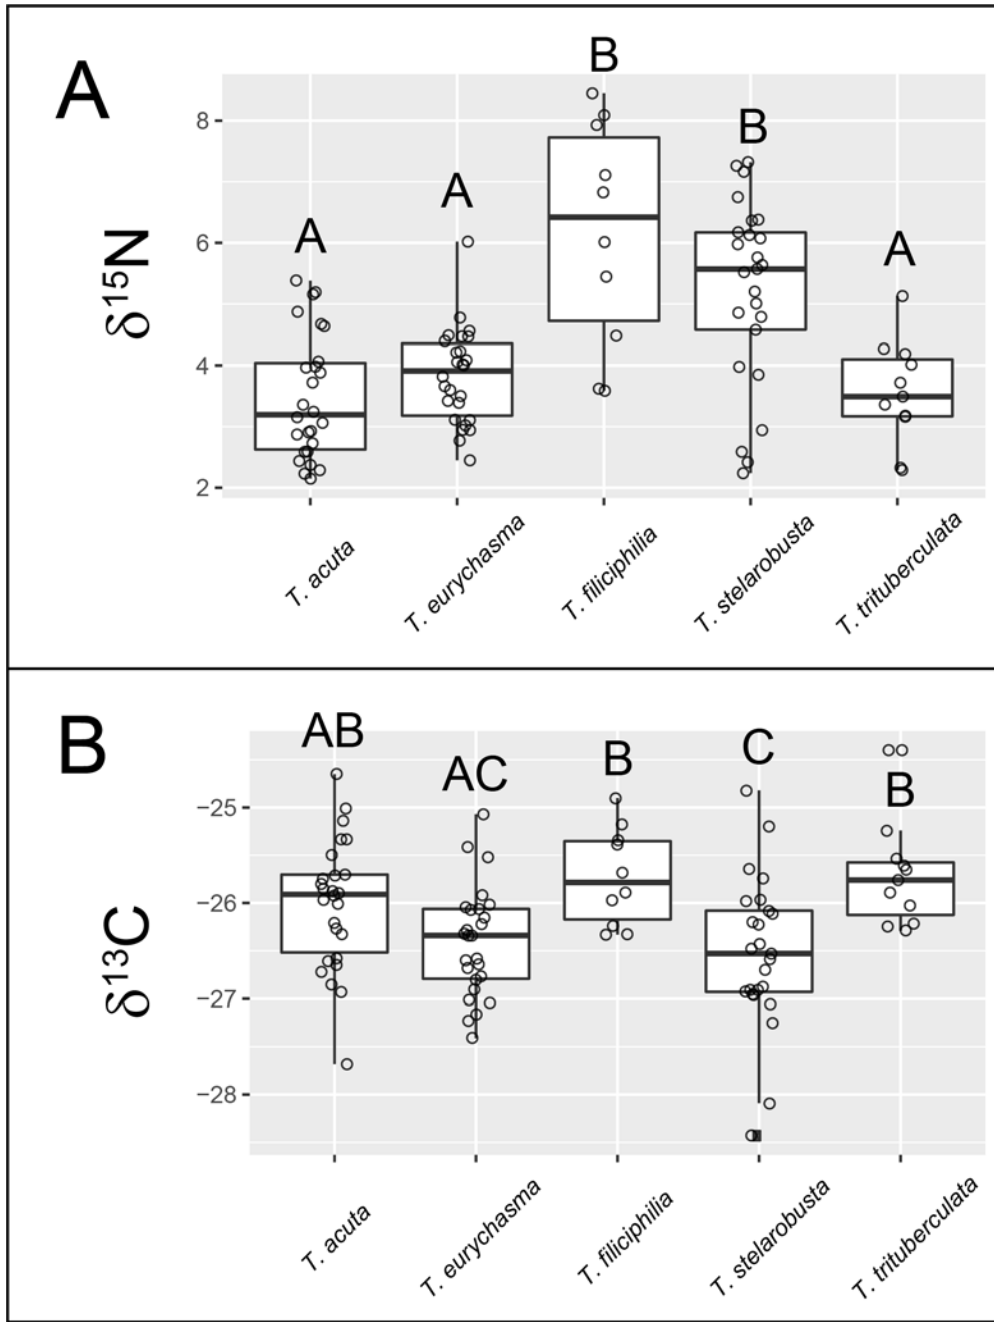 A
B
B
A
A
A
8
6
4
2
δ15N
T. acuta
T. eurychasma
T. filiciphilia
T. stelarobusta
T. trituberculata
B
AB
AC
B
C
B
−25
−26
−27
−28
δ13C
T. acuta
T. eurychasma
T. filiciphilia
T. stelarobusta
T. trituberculata